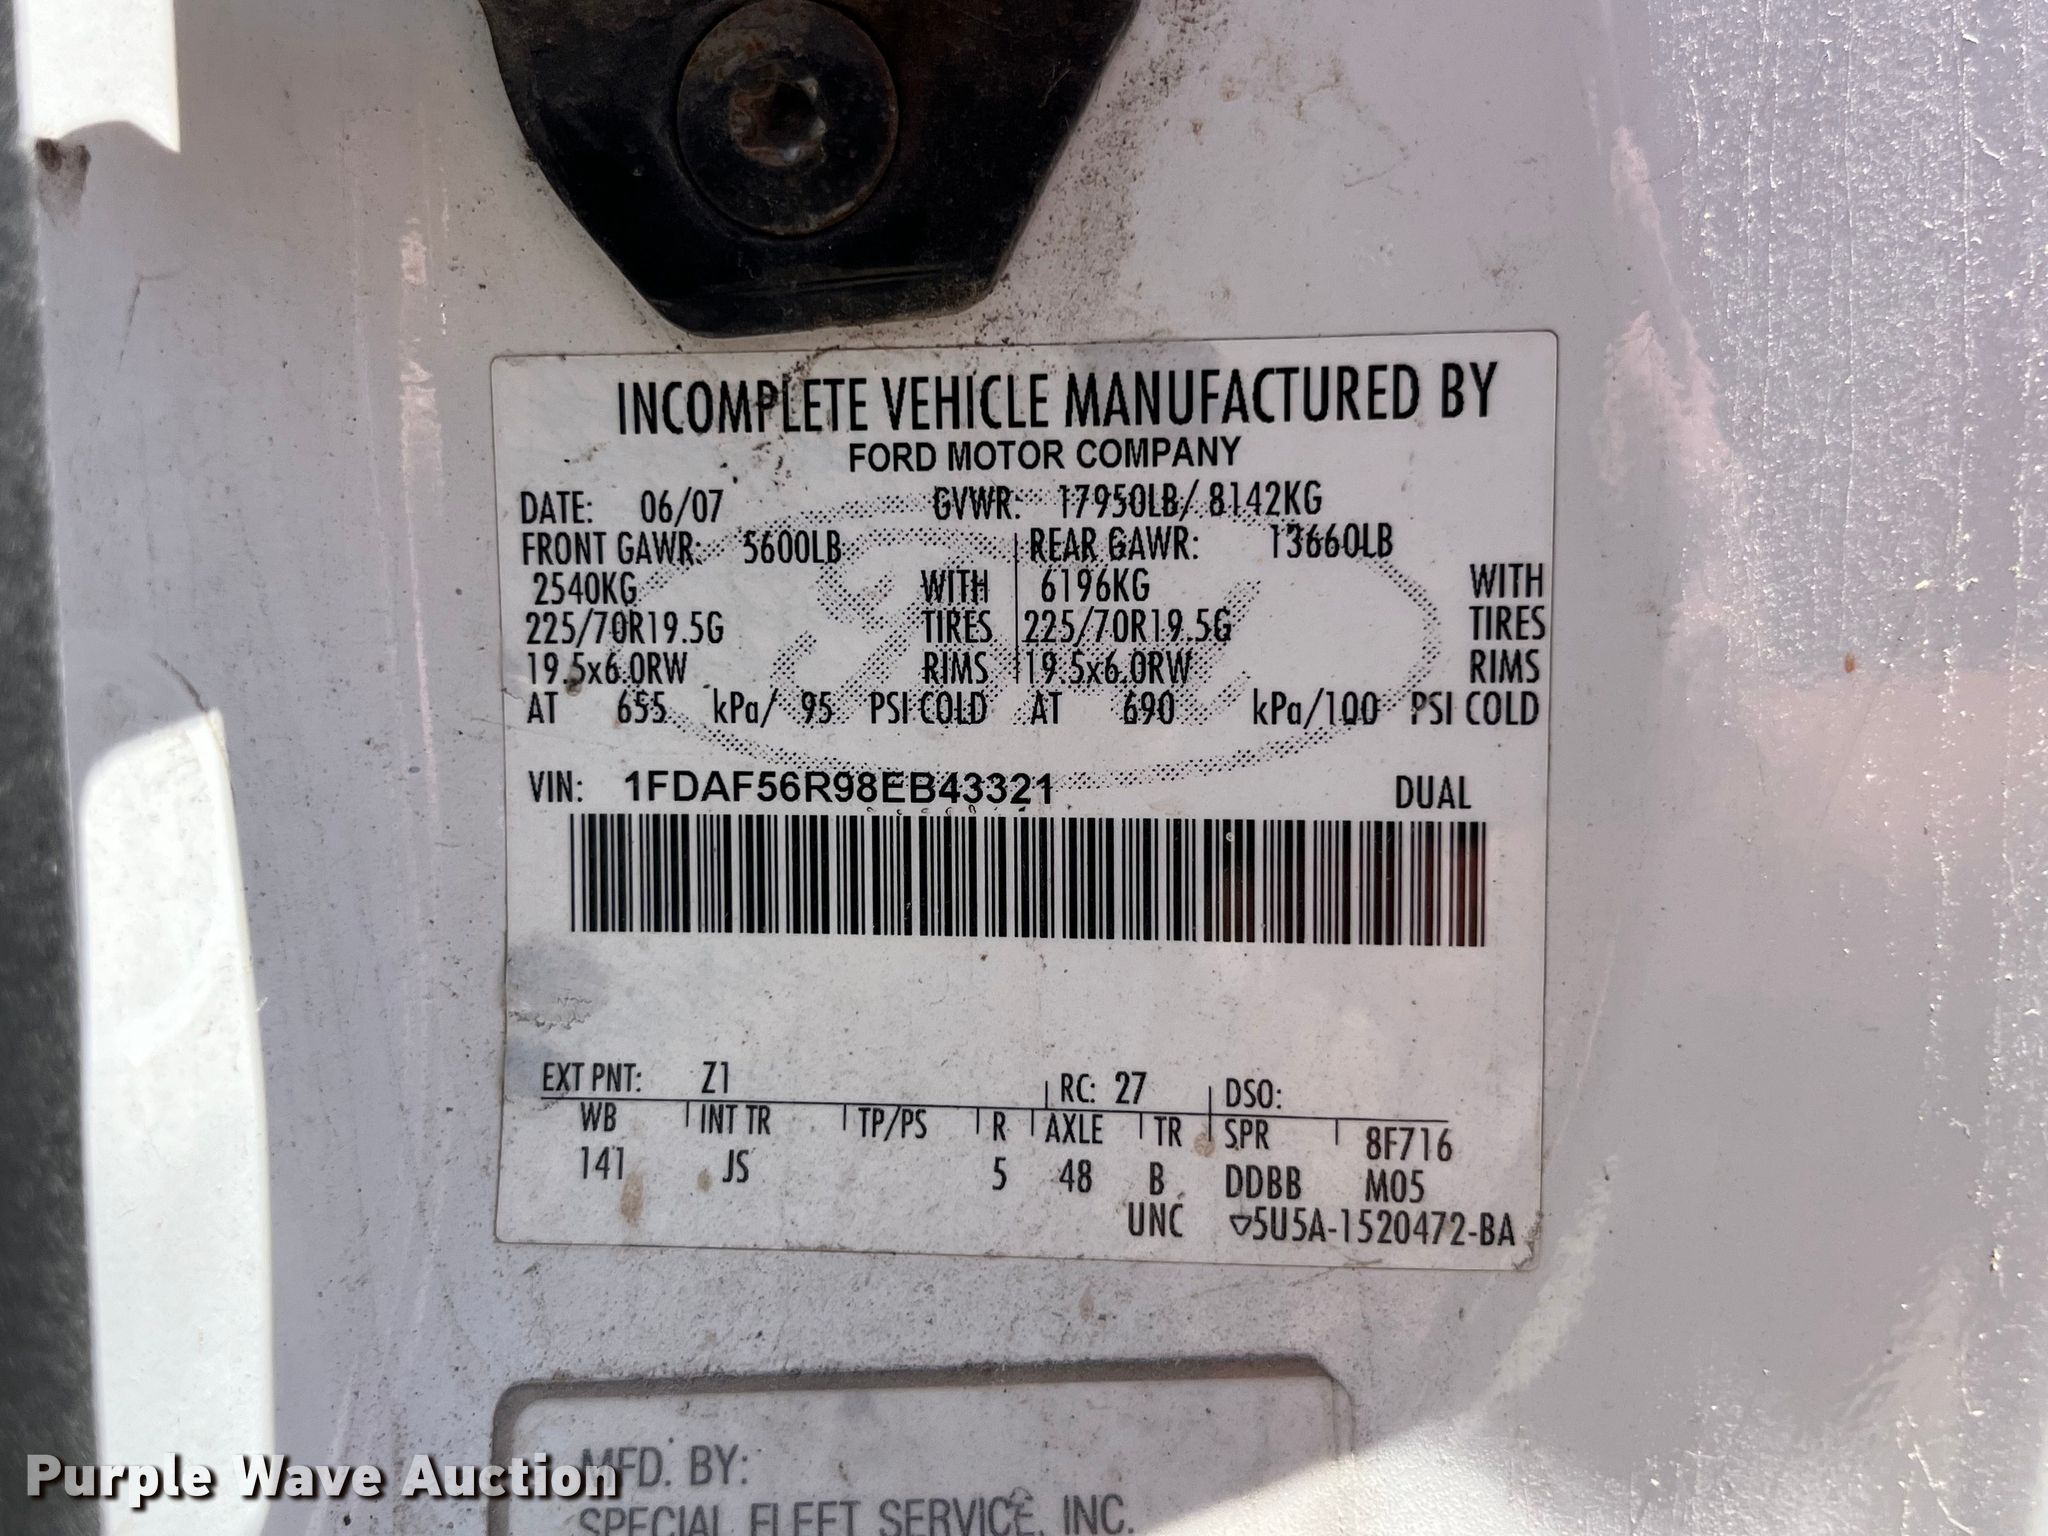 INCOMPLETE VEHICLE MANUFACTURED BY
FORD MOTOR COMPANY
DATE: 06/07 GVWR: 17950LB/ 8142KG
FRONT GAWR: 5600LB REAR GAWR: 13660LB
2540KG WITH 6196KG WITH
225/70R19.5G TIRES 225/70R19.5G TIRES
19.5x6.0RW RIMS 19.5x6.0RW RIMS
AT 655 kPa/ 95 PSI COLD AT 690 kPa/100 PSI COLD
VIN: 1FDAF56R98EB43321 DUAL
EXT PNT: Z1 RC: 27 DSO:
WB INT TR TP/PS R AXLE TR SPR 8F716
141 JS 5 48 B DDBB M05
UNC ▽5U5A-1520472-BA
MFD. BY:
SPECIAL FLEET SERVICE, INC.
Purple Wave Auction